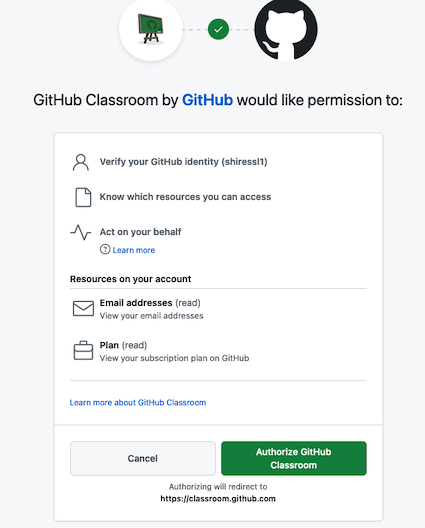 GitHub Classroom by GitHub would like permission to:
Verify your GitHub identity (shiressl1)
Know which resources you can access
Act on your behalf
Learn more
Resources on your account
Email addresses (read)
View your email addresses
Plan (read)
View your subscription plan on GitHub
Learn more about GitHub Classroom
Cancel
Authorize GitHub
Classroom
Authorizing will redirect to
https://classroom.github.com